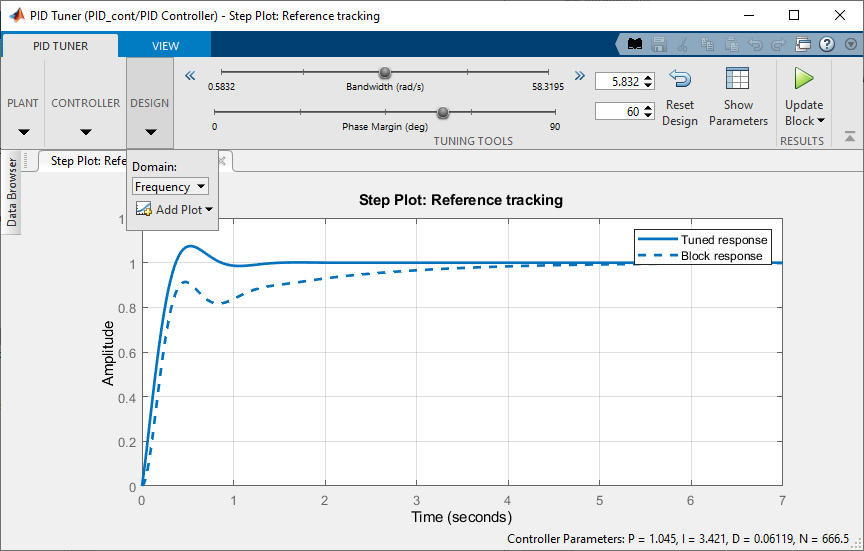 PID Tuner (PID_cont/PID Controller) - Step Plot: Reference tracking
PID TUNER
VIEW
PLANT
CONTROLLER
DESIGN
0.5832
Bandwidth (rad/s)
58.3195
0
Phase Margin (deg)
90
5.832
60
Reset
Design
Show
Parameters
Update
Block
TUNING TOOLS
RESULTS
Data Browser
Step Plot: Refe
Domain:
Frequency
Add Plot
Step Plot: Reference tracking
Tuned response
Block response
Amplitude
1
0.8
0.6
0.4
0.2
0
0 1 2 3 4 5 6 7
Time (seconds)
Controller Parameters: P = 1.045, I = 3.421, D = 0.06119, N = 666.5